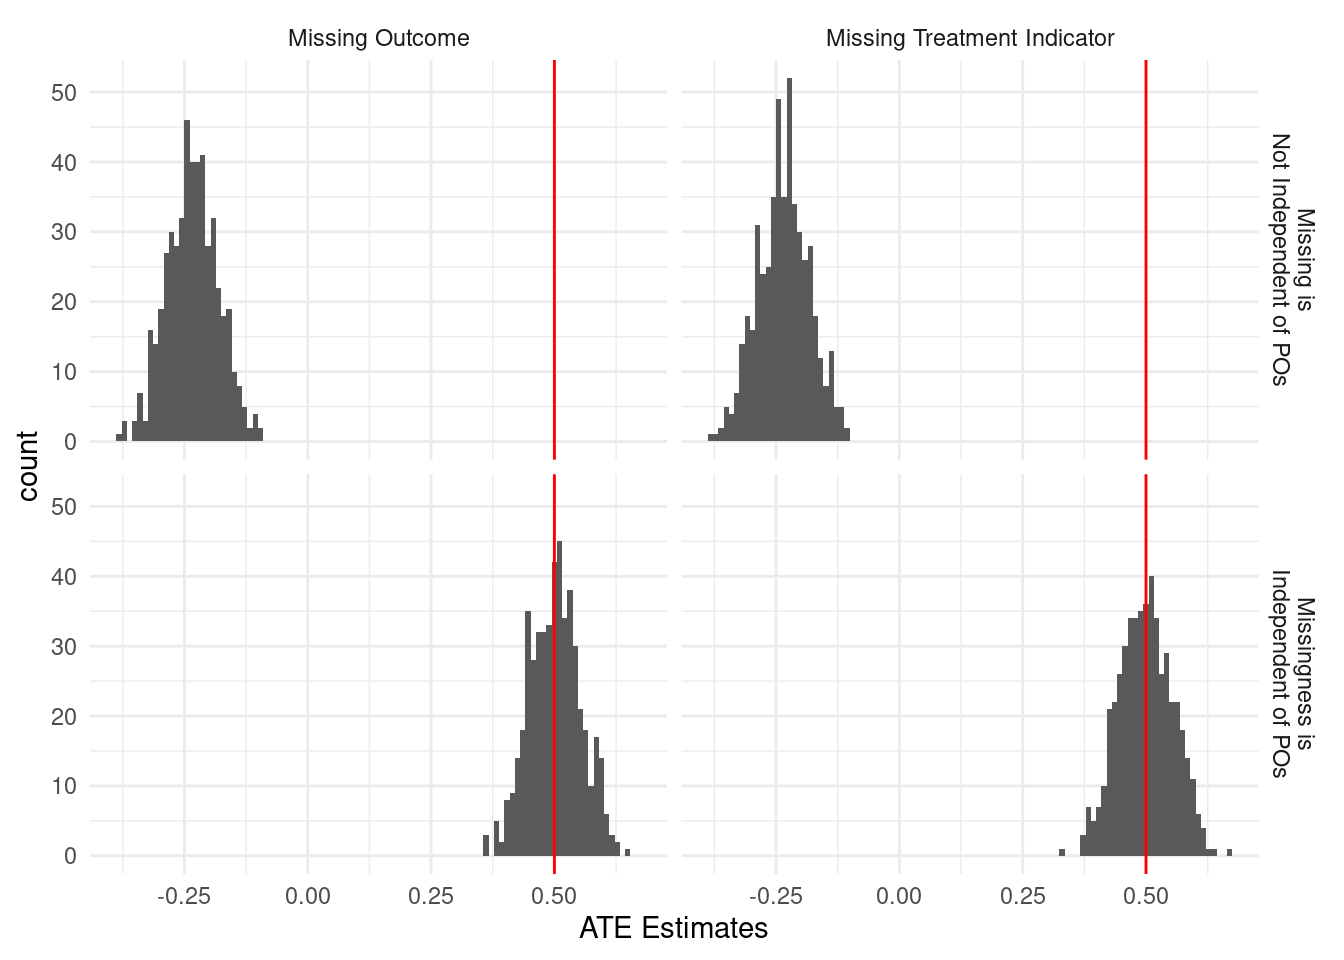 Missing Outcome
Missing Treatment Indicator
50
40
30
20
10
0
Missing is
Not Independent of POs
count
50
40
30
20
10
0
Missingness is
Independent of POs
-0.25 0.00 0.25 0.50
-0.25 0.00 0.25 0.50
ATE Estimates